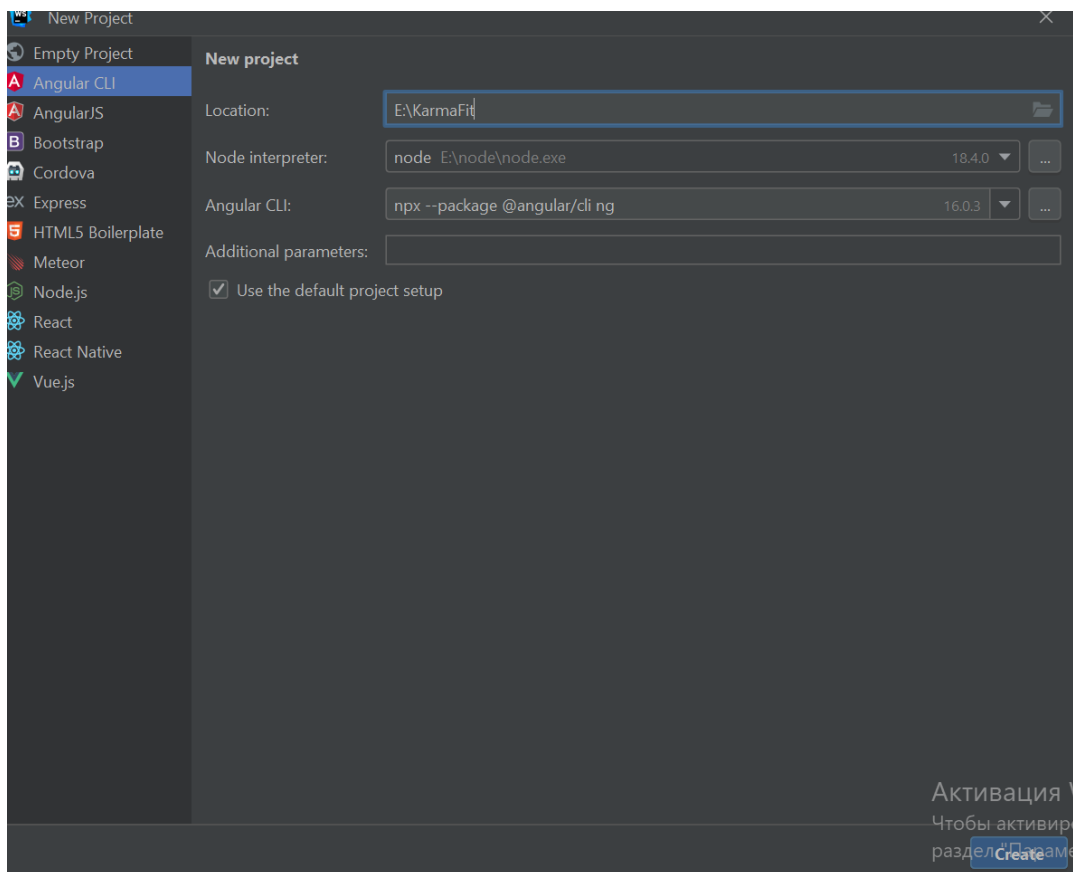 WS
New Project
Empty Project
Angular CLI
AngularJS
Bootstrap
Cordova
Express
HTML5 Boilerplate
Meteor
Node.js
React
React Native
Vue.js
New project
Location: E:\KarmaFit
Node interpreter: node E:\node\node.exe 18.4.0 ...
Angular CLI: npx --package @angular/cli ng 16.0.3 ...
Additional parameters:
Use the default project setup
Активация
Чтобы активиро
раздел "Параме
Create